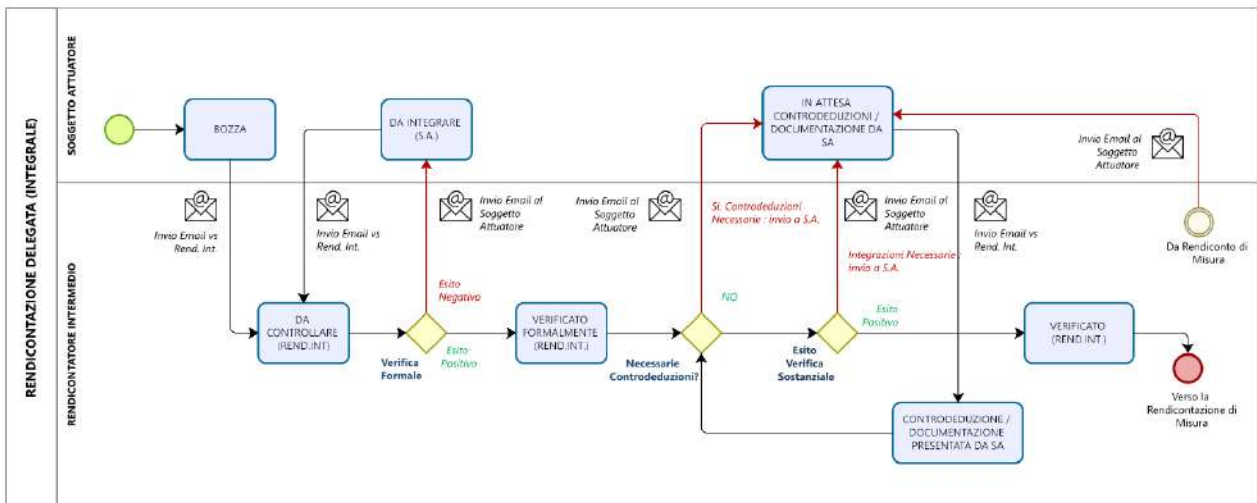 RENDICONTAZIONE DELEGATA (INTEGRALE)
SOGGETTO ATTUATORE
BOZZA
DA INTEGRARE
(S.A.)
IN ATTESA
CONTRODEDUZIONI /
DOCUMENTAZIONE DA
SA
Invio Email al
Soggetto
Attuatore
RENDICONTATORE INTERMEDIO
Invio Email vs
Rend. Int.
Invio Email vs
Rend. Int.
Invio Email al
Soggetto
Attuatore
Invio Email al
Soggetto
Attuatore
Si. Controdeduzioni
Necessarie : invio a S.A.
Invio Email al
Soggetto
Attuatore
Invio Email vs
Rend. Int.
Da Rendiconto di
Misura
Integrazioni Necessarie :
invio a S.A.
Esito
Negativo
NO
Esito
Positivo
DA
CONTROLLARE
(REND.INT)
Verifica
Formale
Esito
Positivo
VERIFICATO
FORMALMENTE
(REND.INT.)
Necessarie
Controdeduzioni?
Esito
Verifica
Sostanziale
VERIFICATO
(REND.INT)
Verso la
Rendicontazione di
Misura
CONTRODEDUZIONE /
DOCUMENTAZIONE
PRESENTATA DA SA